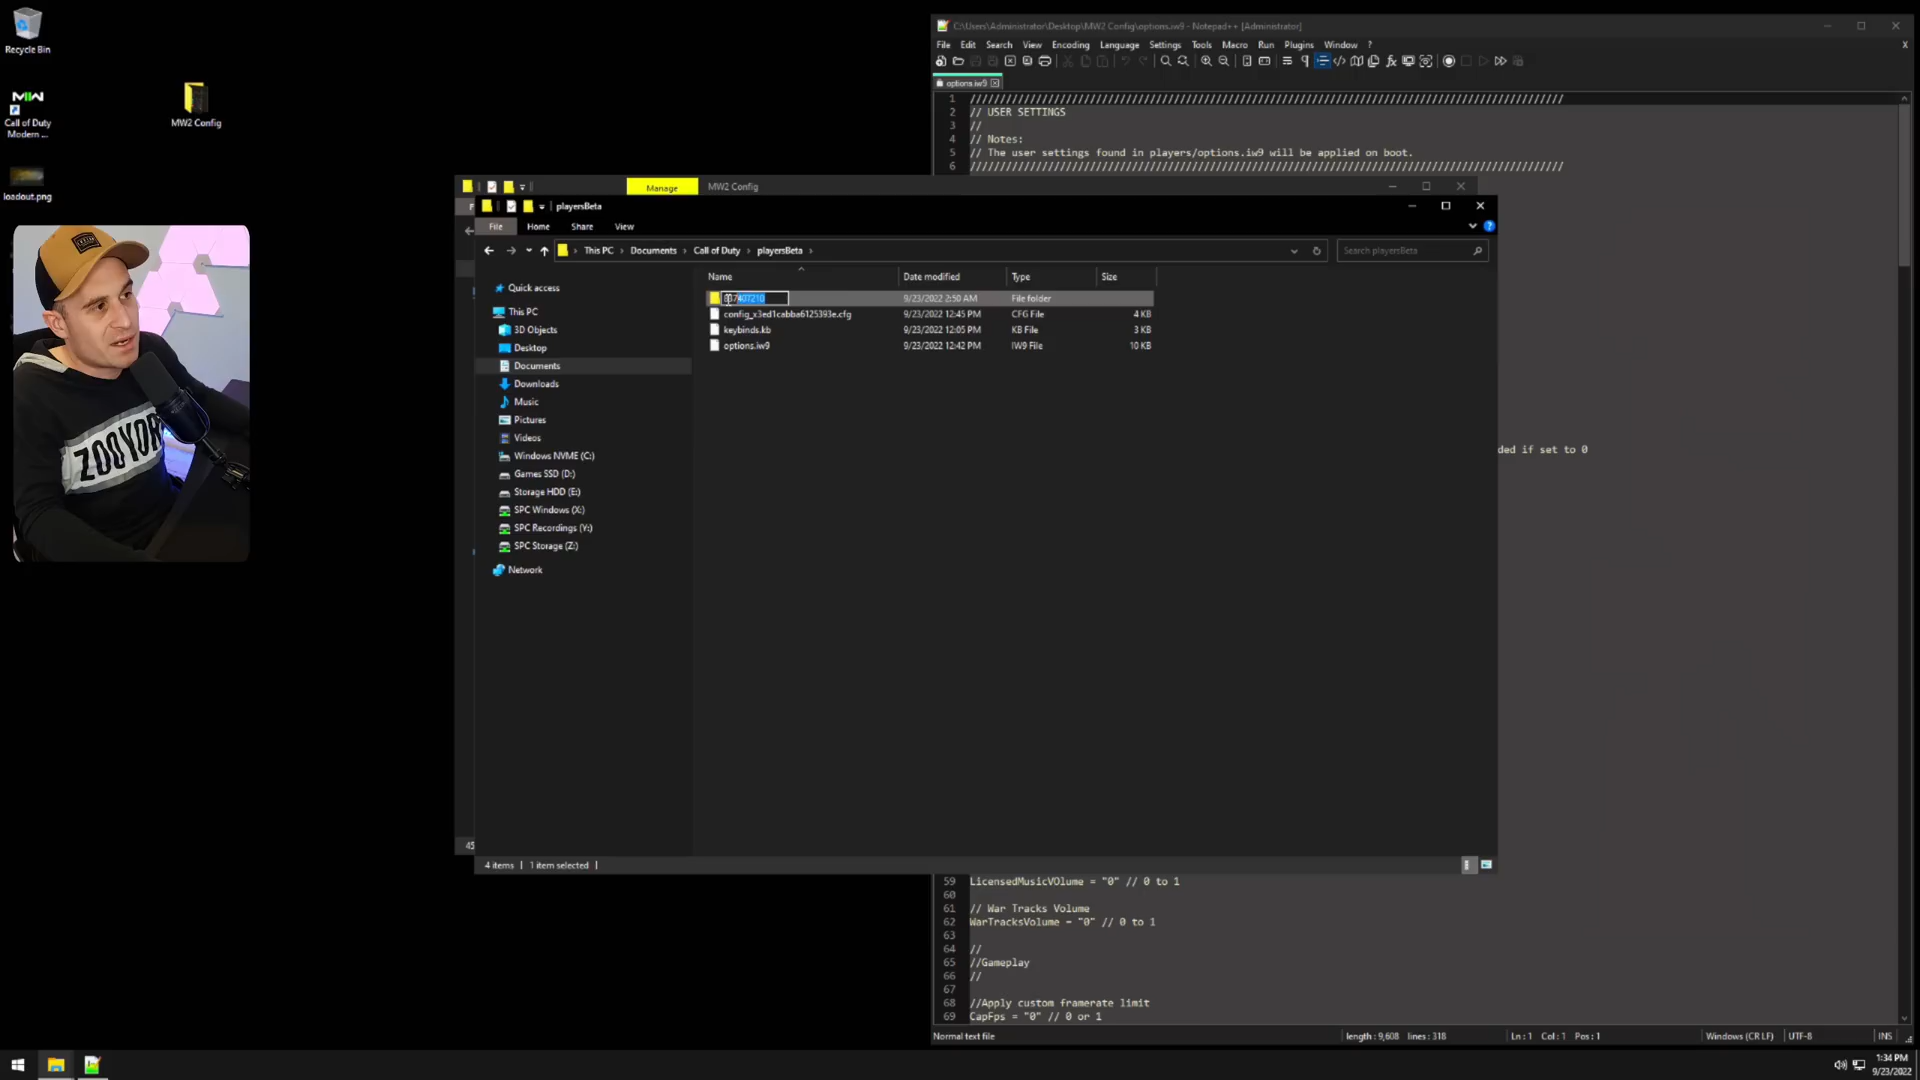 Recycle Bin
Call of Duty
Modern ...
loadout.png
MW2 Config
ZOO YORK
C:\Users\Administrator\Desktop\MW2 Config\options.iw9 - Notepad++ [Administrator]
File Edit Search View Encoding Language Settings Tools Macro Run Plugins Window ?
options.iw9
1 ////////////////////////////////////////////////////////////////////////////////////////////////////
2 // USER SETTINGS
3 //
4 // Notes:
5 // The user settings found in players/options.iw9 will be applied on boot.
6 ////////////////////////////////////////////////////////////////////////////////////////////////////
Manage MW2 Config
playersBeta
File Home Share View
This PC > Documents > Call of Duty > playersBeta >
Search playersBeta
Name Date modified Type Size
9/23/2022 2:50 AM File folder
config_x3ed1cabba6125393e.cfg 9/23/2022 12:45 PM CFG File 4 KB
keybinds.kb 9/23/2022 12:05 PM KB File 3 KB
options.iw9 9/23/2022 12:42 PM IW9 File 10 KB
Quick access
This PC
3D Objects
Desktop
Documents
Downloads
Music
Pictures
Videos
Windows NVME (C:)
Games SSD (D:)
Storage HDD (E:)
SPC Windows (X:)
SPC Recordings (Y:)
SPC Storage (Z:)
Network
ded if set to 0
45
4 items 1 item selected
59 LicensedMusicVOlume = "0" // 0 to 1
60
61 // War Tracks Volume
62 WarTracksVolume = "0" // 0 to 1
63
64 //
65 //Gameplay
66 //
67
68 //Apply custom framerate limit
69 CapFps = "0" // 0 or 1
Normal text file length : 9,608 lines : 318 Ln : 1 Col : 1 Pos : 1 Windows (CR LF) UTF-8 INS
1:34 PM
9/23/2022